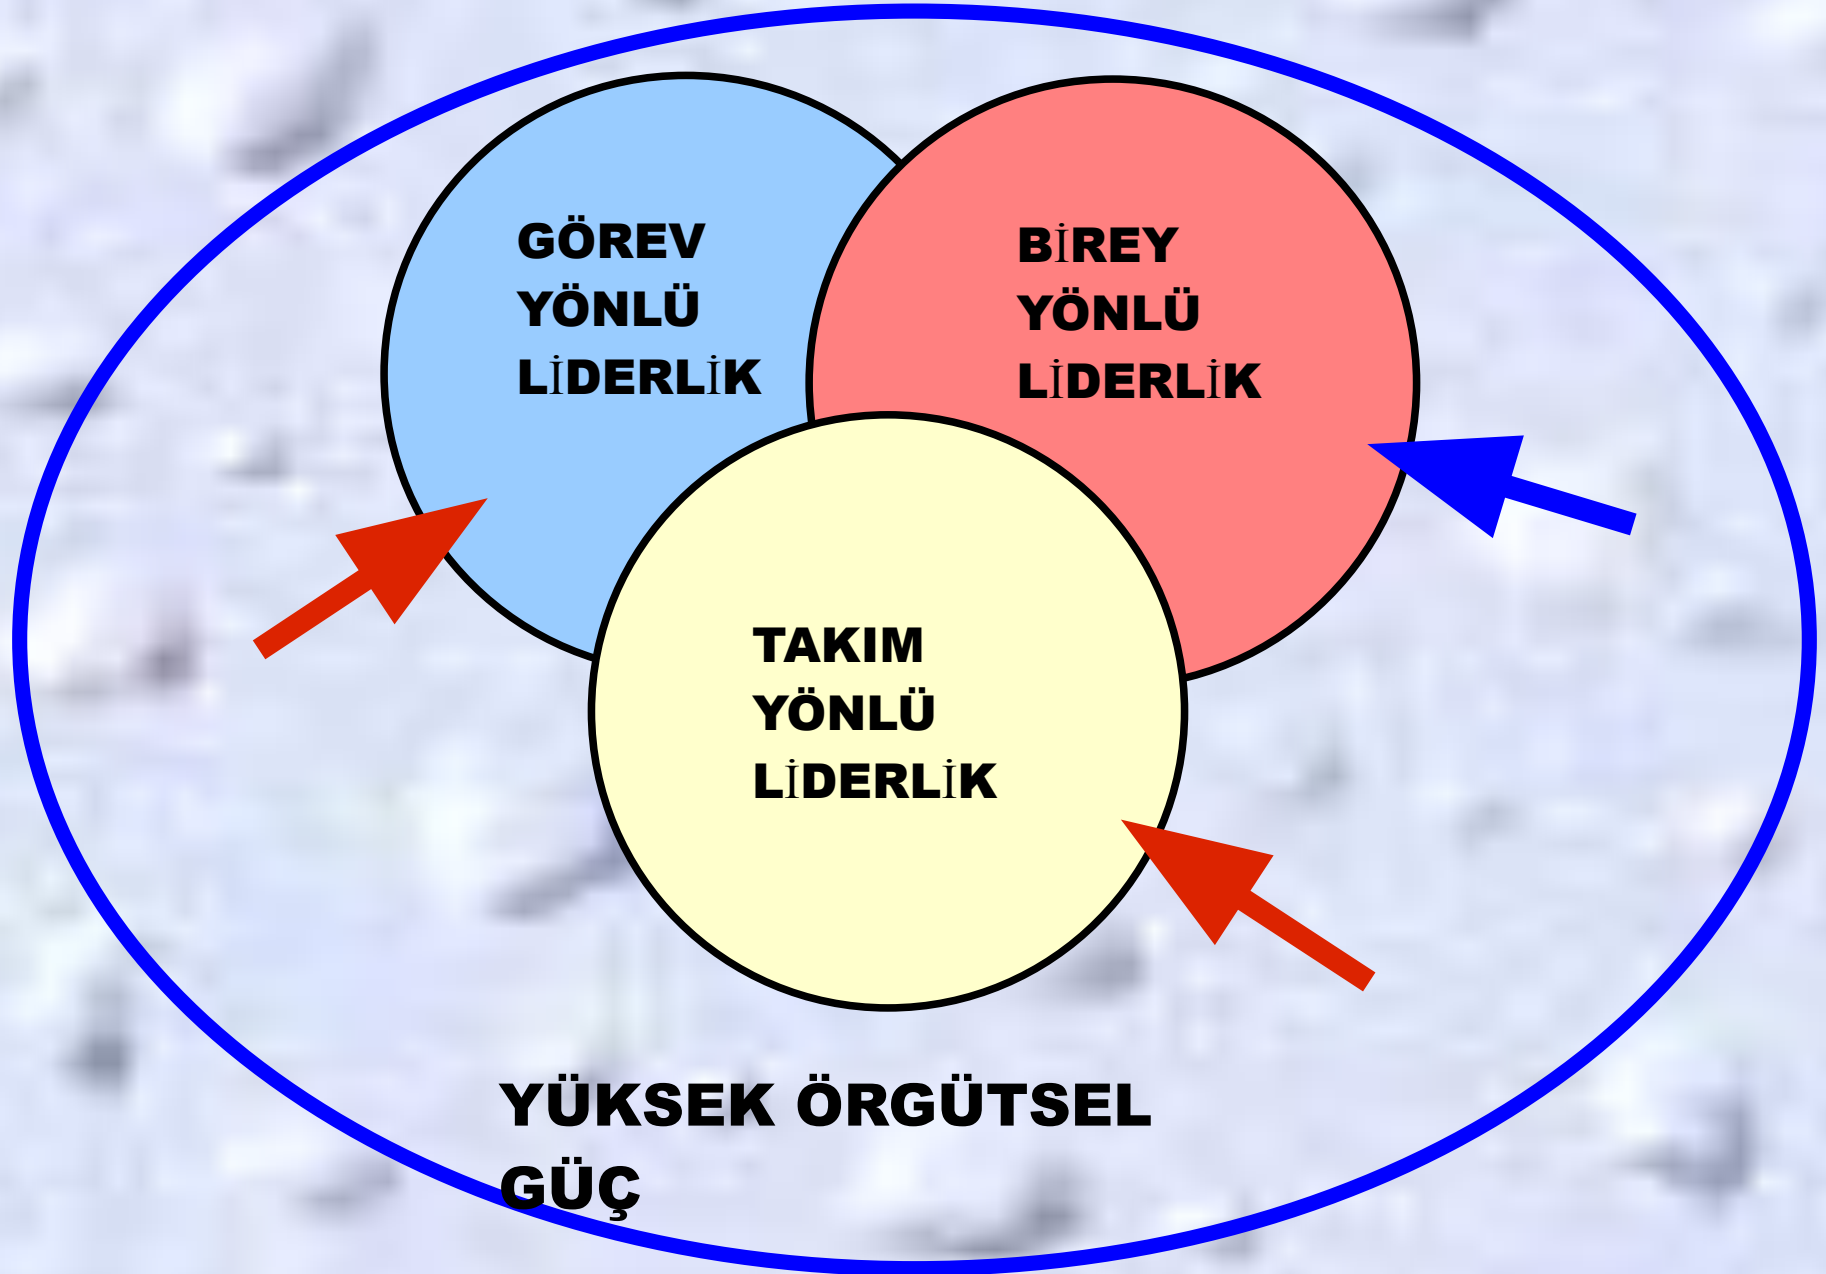 GÖREV
YÖNLÜ
LİDERLİK
BİREY
YÖNLÜ
LİDERLİK
TAKIM
YÖNLÜ
LİDERLİK
YÜKSEK ÖRGÜTSEL
GÜÇ